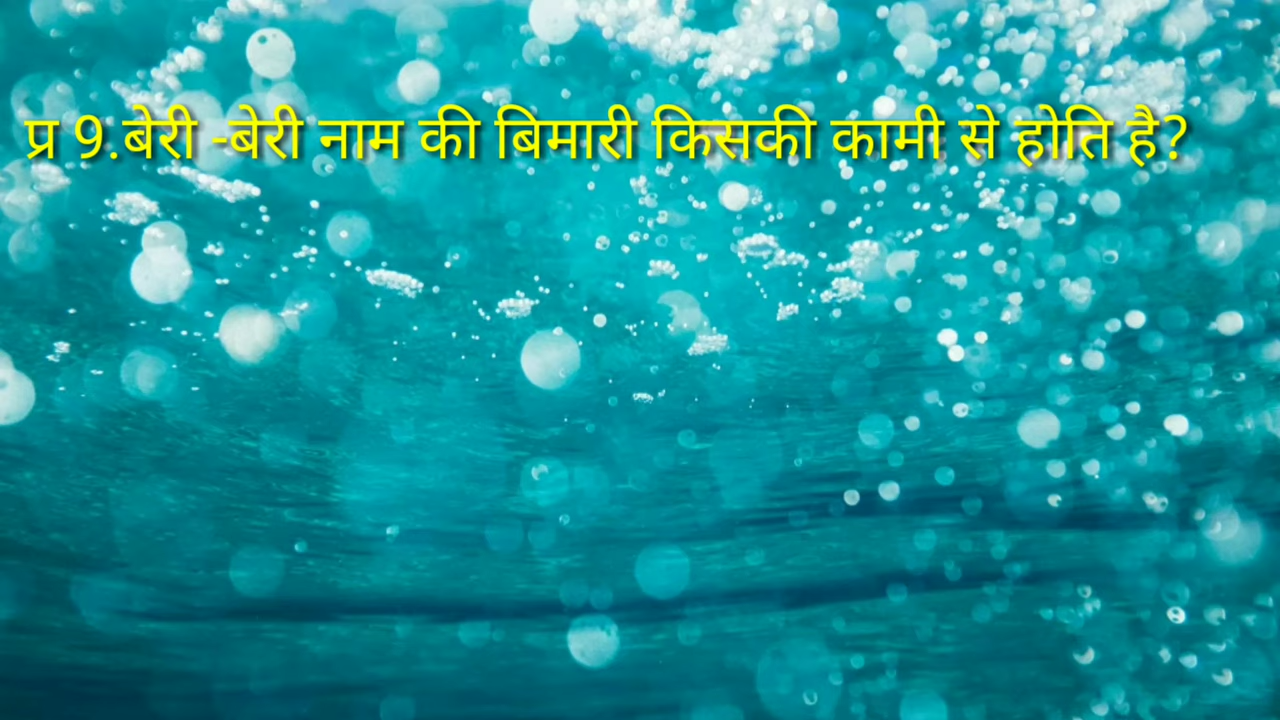 प्र 9.बेरी -बेरी नाम की बिमारी किसकी कामी से होति है?